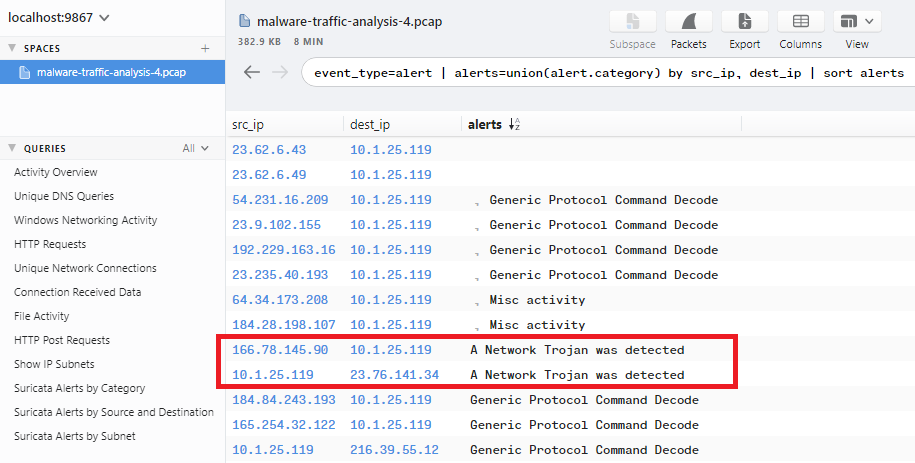 localhost:9867
SPACES +
malware-traffic-analysis-4.pcap
QUERIES All
Activity Overview
Unique DNS Queries
Windows Networking Activity
HTTP Requests
Unique Network Connections
Connection Received Data
File Activity
HTTP Post Requests
Show IP Subnets
Suricata Alerts by Category
Suricata Alerts by Source and Destination
Suricata Alerts by Subnet
malware-traffic-analysis-4.pcap
382.9 KB 8 MIN
Subspace Packets Export Columns View
event_type=alert | alerts=union(alert.category) by src_ip, dest_ip | sort alerts
src_ip dest_ip alerts
23.62.6.43 10.1.25.119
23.62.6.49 10.1.25.119
54.231.16.209 10.1.25.119 , Generic Protocol Command Decode
23.9.102.155 10.1.25.119 , Generic Protocol Command Decode
192.229.163.16 10.1.25.119 , Generic Protocol Command Decode
23.235.40.193 10.1.25.119 , Generic Protocol Command Decode
64.34.173.208 10.1.25.119 , Misc activity
184.28.198.107 10.1.25.119 , Misc activity
166.78.145.90 10.1.25.119 A Network Trojan was detected
10.1.25.119 23.76.141.34 A Network Trojan was detected
184.84.243.193 10.1.25.119 Generic Protocol Command Decode
165.254.32.122 10.1.25.119 Generic Protocol Command Decode
10.1.25.119 216.39.55.12 Generic Protocol Command Decode